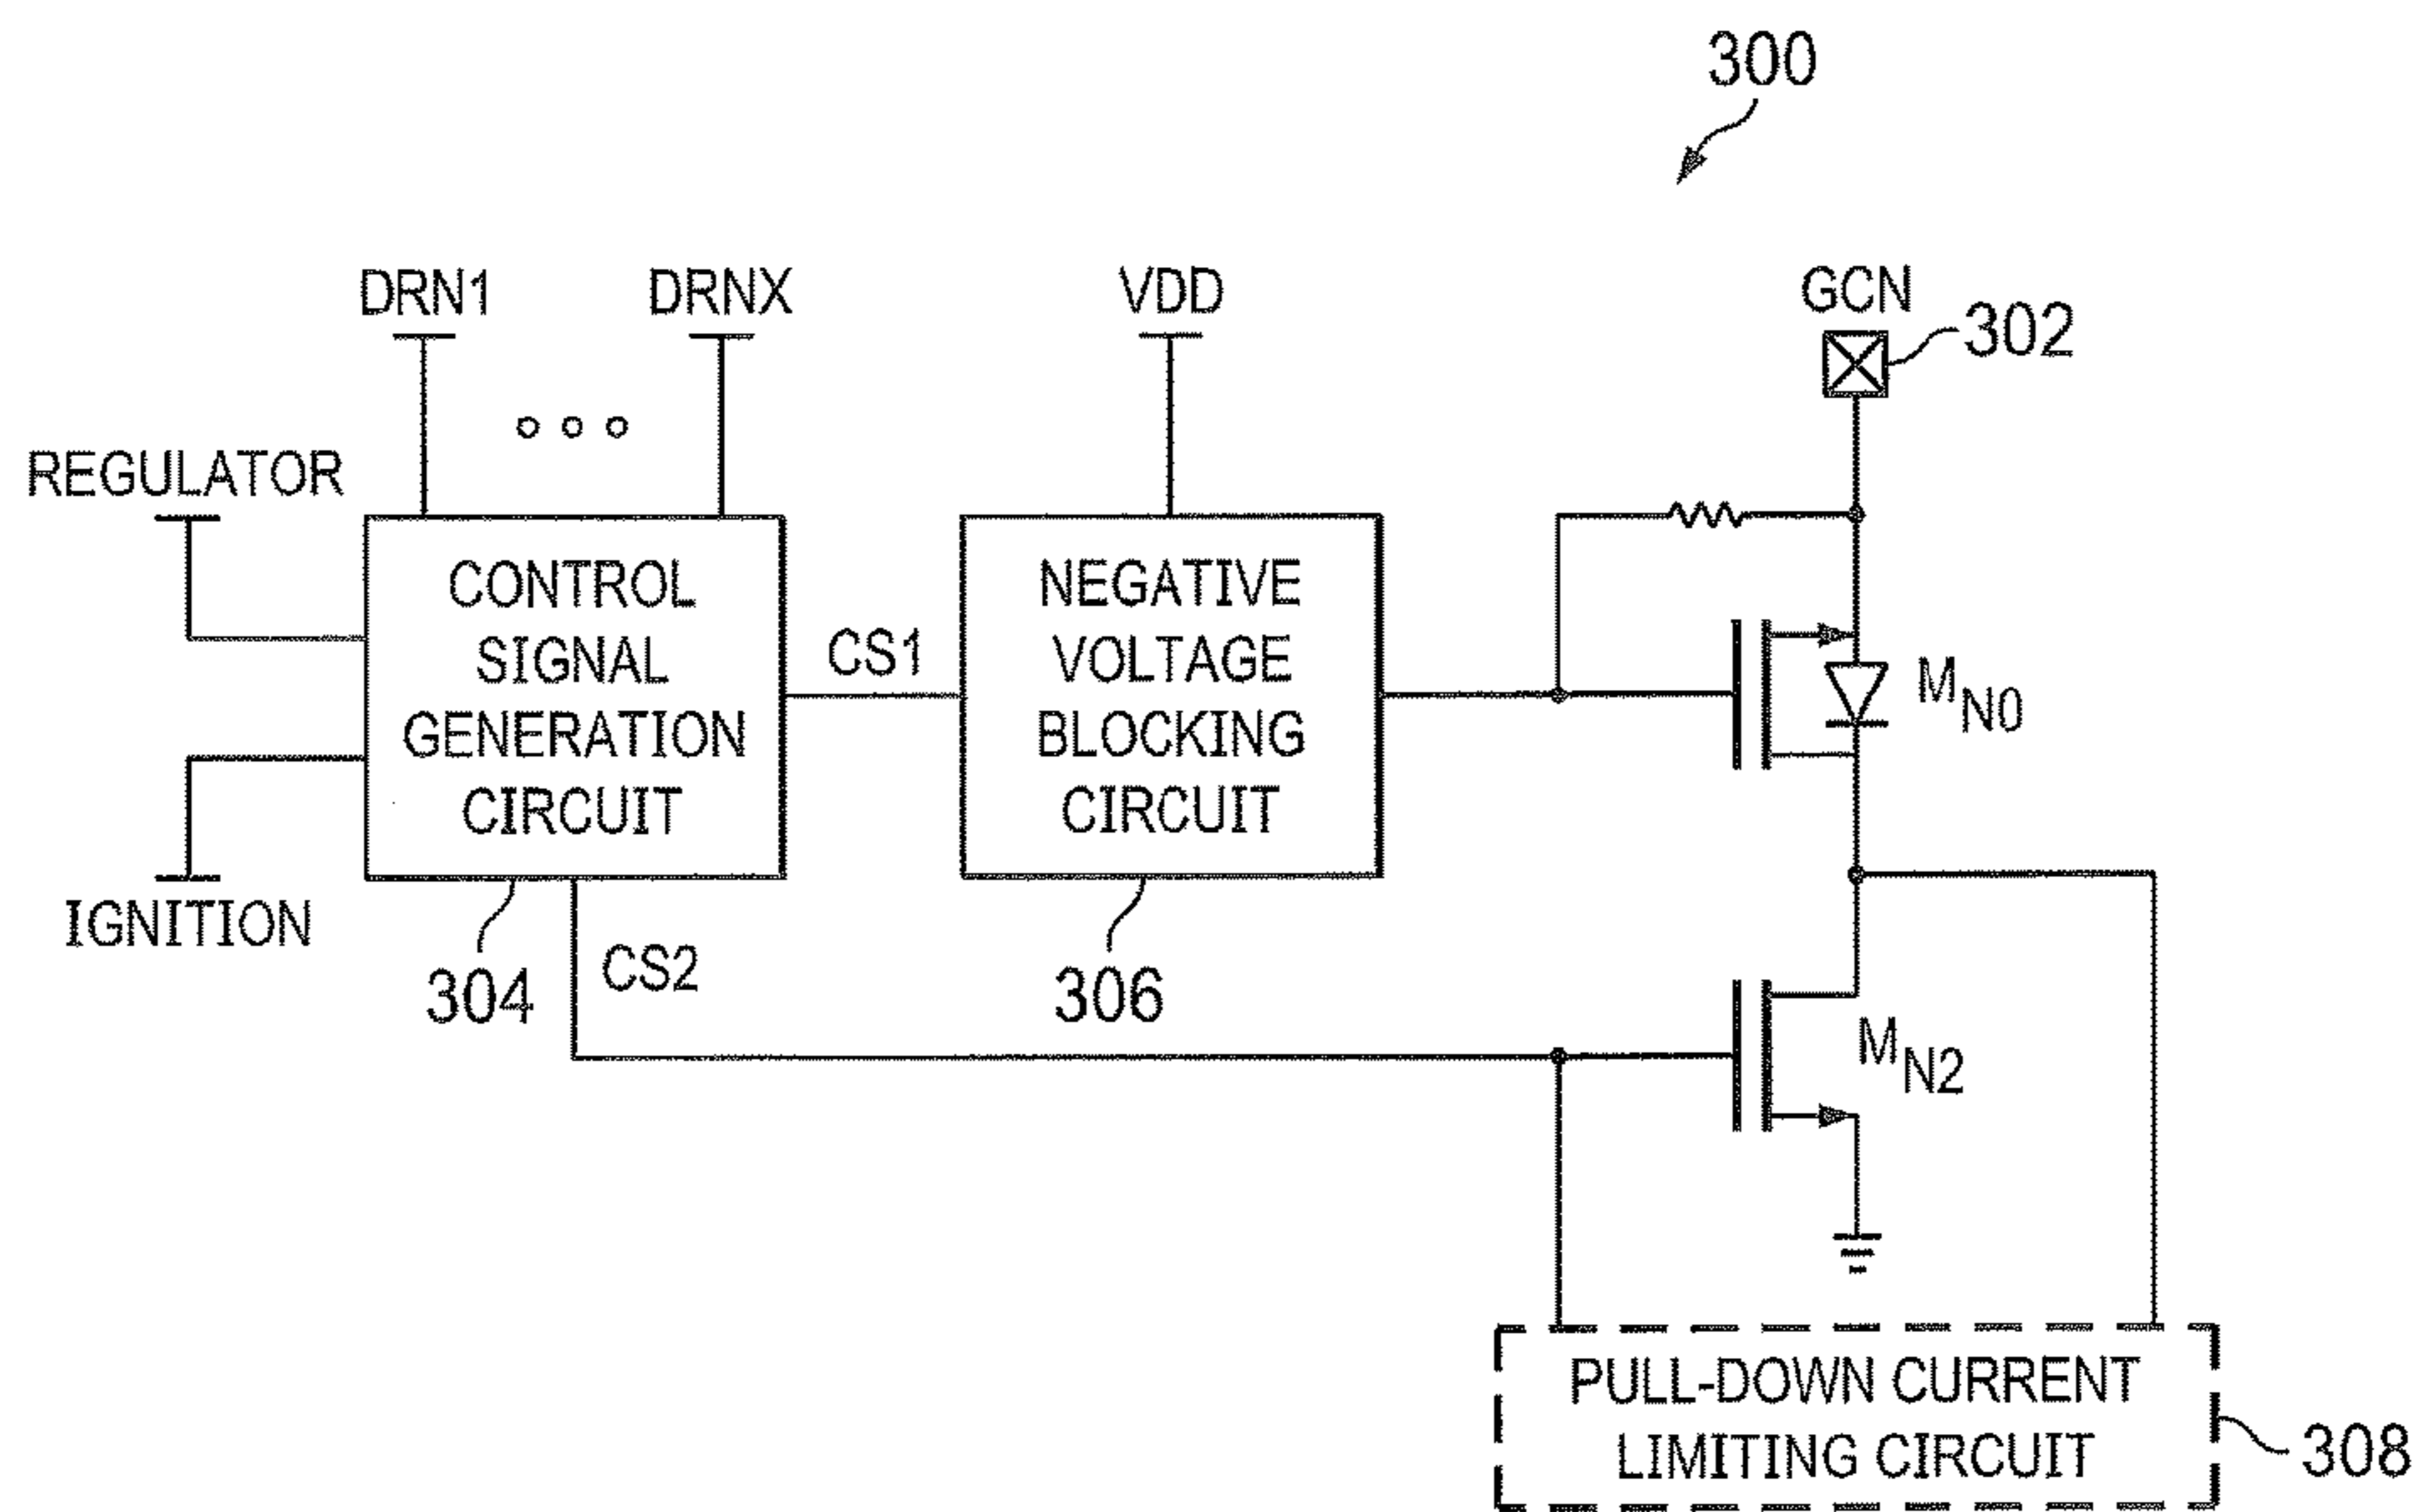 300
DRN1
DRNX
VDD
GCN
302
REGULATOR
CONTROL
SIGNAL
GENERATION
CIRCUIT
CS1
NEGATIVE
VOLTAGE
BLOCKING
CIRCUIT
MN0
IGNITION
304
CS2
306
MN2
PULL-DOWN CURRENT
LIMITING CIRCUIT
308